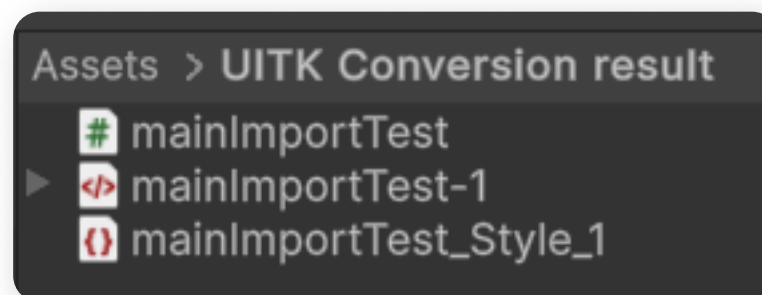 Assets > UITK Conversion result
mainImportTest
mainImportTest-1
mainImportTest_Style_1